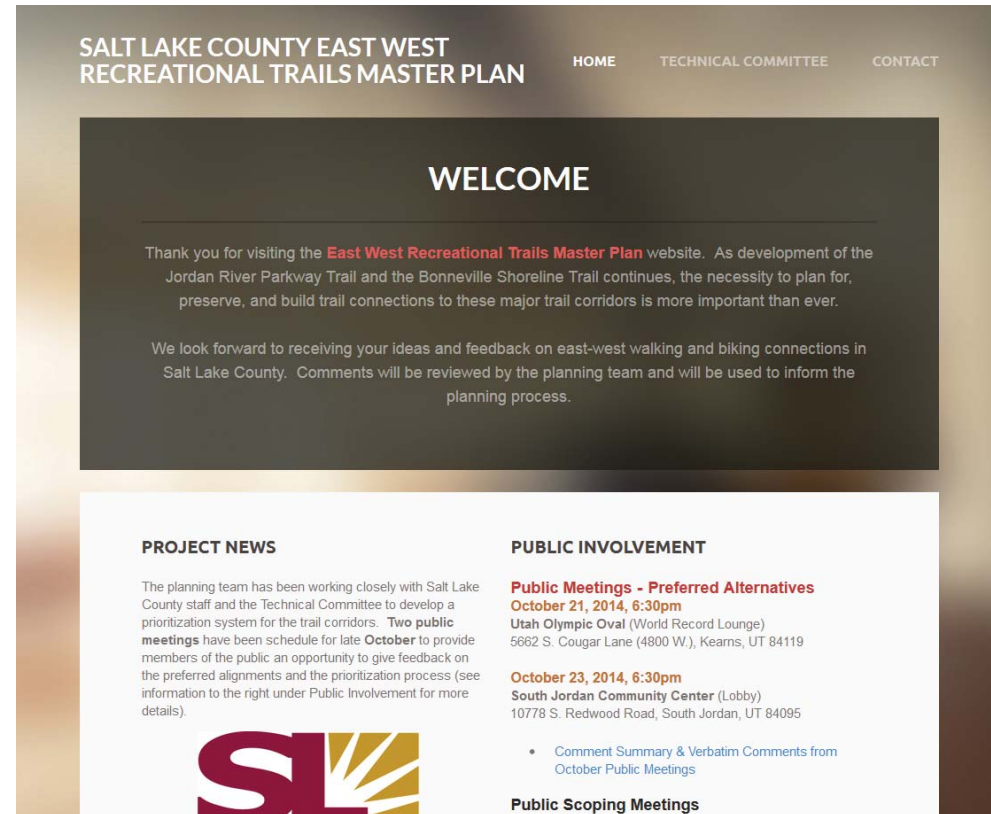 SALT LAKE COUNTY EAST WEST
RECREATIONAL TRAILS MASTER PLAN
HOME TECHNICAL COMMITTEE CONTACT
WELCOME
Thank you for visiting the East West Recreational Trails Master Plan website. As development of the
Jordan River Parkway Trail and the Bonneville Shoreline Trail continues, the necessity to plan for,
preserve, and build trail connections to these major trail corridors is more important than ever.
We look forward to receiving your ideas and feedback on east-west walking and biking connections in
Salt Lake County. Comments will be reviewed by the planning team and will be used to inform the
planning process.
PROJECT NEWS
The planning team has been working closely with Salt Lake
County staff and the Technical Committee to develop a
prioritization system for the trail corridors. Two public
meetings have been schedule for late October to provide
members of the public an opportunity to give feedback on
the preferred alignments and the prioritization process (see
information to the right under Public Involvement for more
details).
SL
PUBLIC INVOLVEMENT
Public Meetings - Preferred Alternatives
October 21, 2014, 6:30pm
Utah Olympic Oval (World Record Lounge)
5662 S. Cougar Lane (4800 W.), Kearns, UT 84119
October 23, 2014, 6:30pm
South Jordan Community Center (Lobby)
10778 S. Redwood Road, South Jordan, UT 84095
• Comment Summary & Verbatim Comments from
October Public Meetings
Public Scoping Meetings